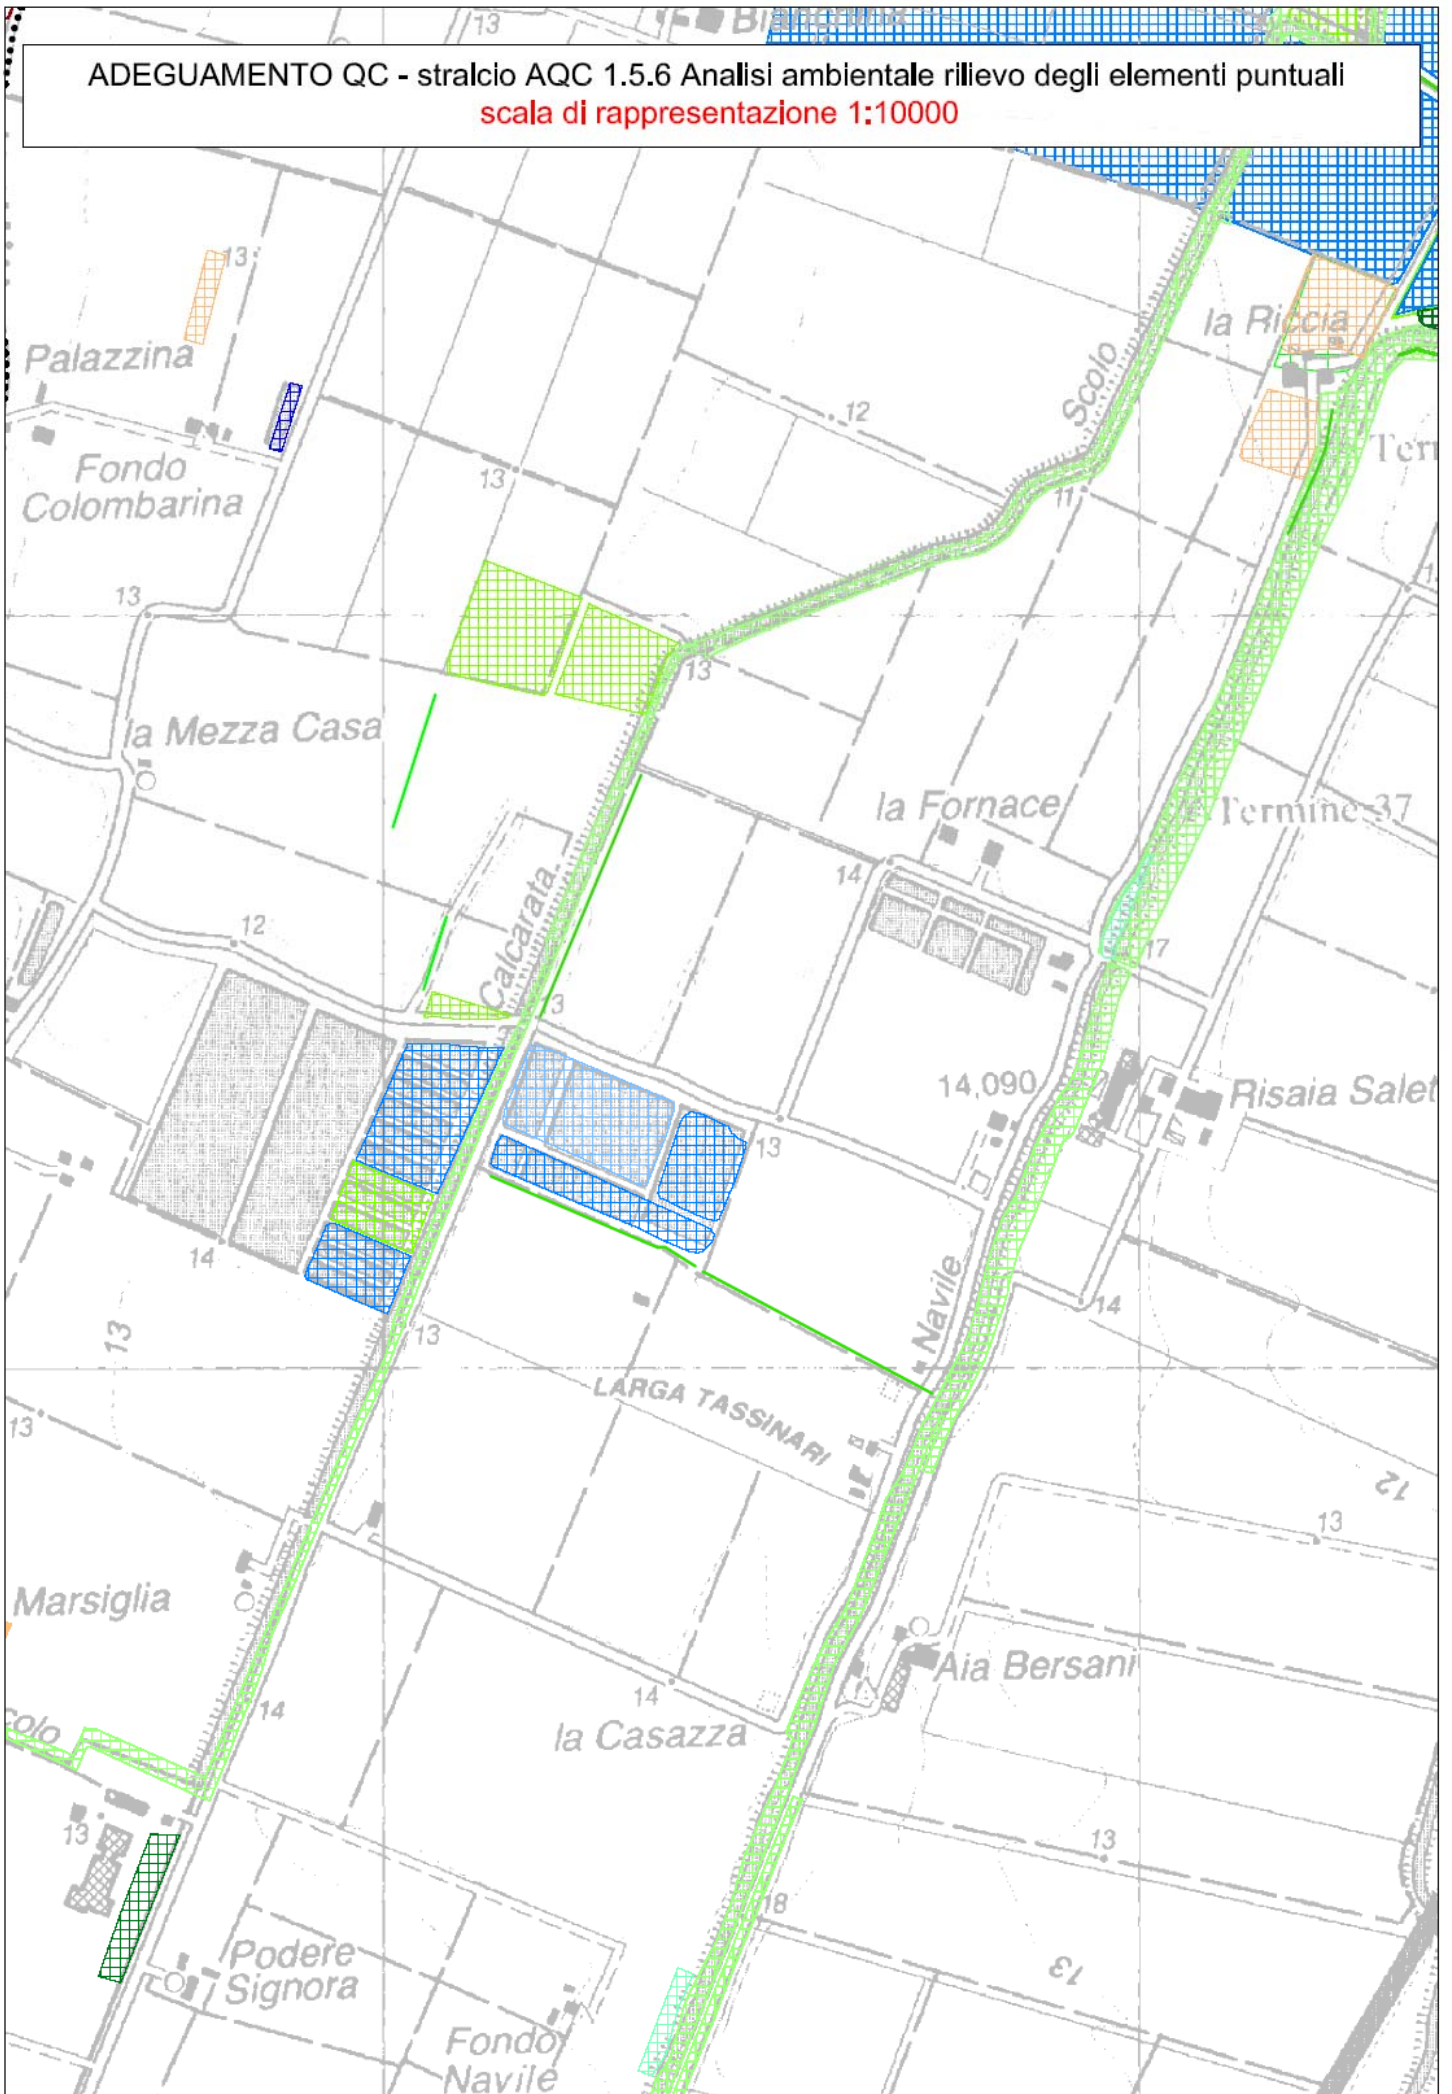 13
Bianchina
ADEGUAMENTO QC - stralcio AQC 1.5.6 Analisi ambientale rilievo degli elementi puntuali
scala di rappresentazione 1:10000
13
Palazzina
la Riccia
Scolo
12
Fondo
Colombarina
13
11
13
13
la Mezza Casa
la Fornace
Termine 37
14
12
Calcarata
17
3
14,090
Risaia Salet
13
14
13
13
14
Navile
LARGA TASSINARI
13
12
13
Marsiglia
Aia Bersani
14
14
colo
la Casazza
13
13
18
Podere
Signora
13
Fondo
Navile